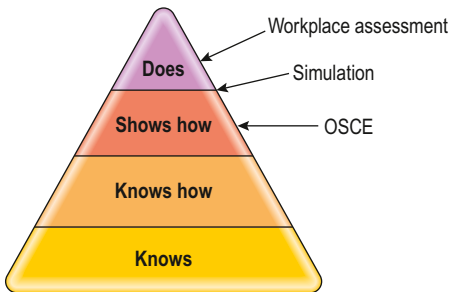 Workplace assessment
Does
Simulation
Shows how
OSCE
Knows how
Knows